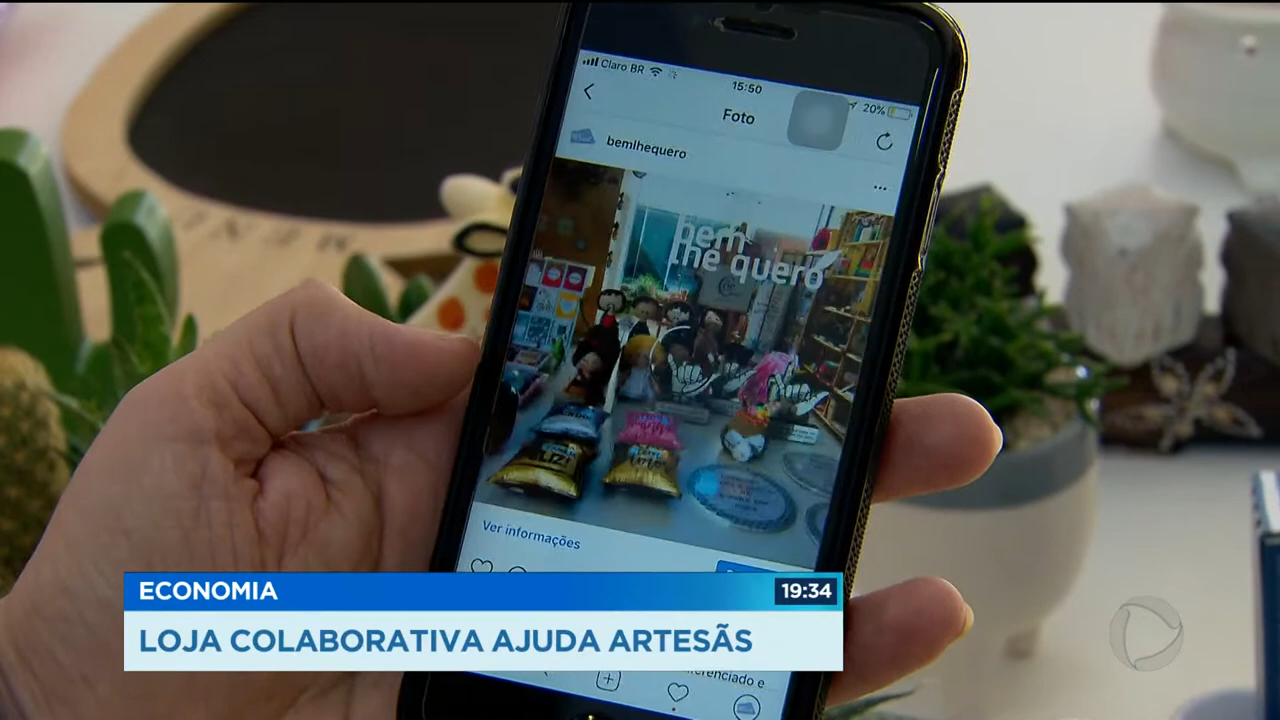 Claro BR
15:50
20%
Foto
bemlhequero
bem
lhe quero
Ver informações
ECONOMIA
19:34
LOJA COLABORATIVA AJUDA ARTESÃS